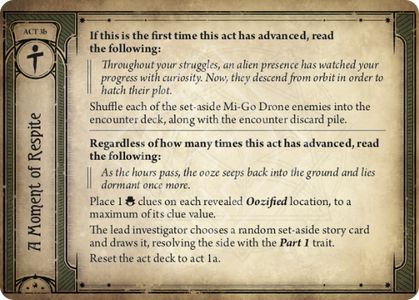 ACT 3b
A Moment of Respite
If this is the first time this act has advanced, read
the following:
Throughout your struggles, an alien presence has watched your
progress with curiosity. Now, they descend from orbit in order to
hatch their plot.
Shuffle each of the set-aside Mi-Go Drone enemies into the
encounter deck, along with the encounter discard pile.
Regardless of how many times this act has advanced, read
the following:
As the hours pass, the ooze seeps back into the ground and lies
dormant once more.
Place 1 clues on each revealed Oozified location, to a
maximum of its clue value.
The lead investigator chooses a random set-aside story card
and draws it, resolving the side with the Part 1 trait.
Reset the act deck to act 1a.